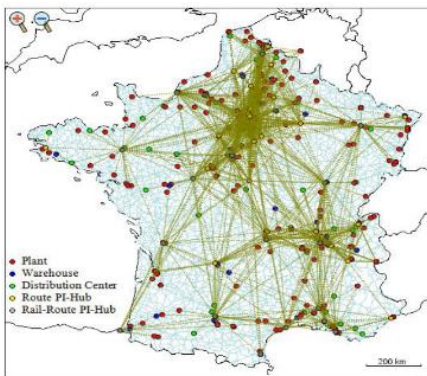 Plant
Warehouse
Distribution Center
Route PI-Hub
Rail-Route PI-Hub
200 km